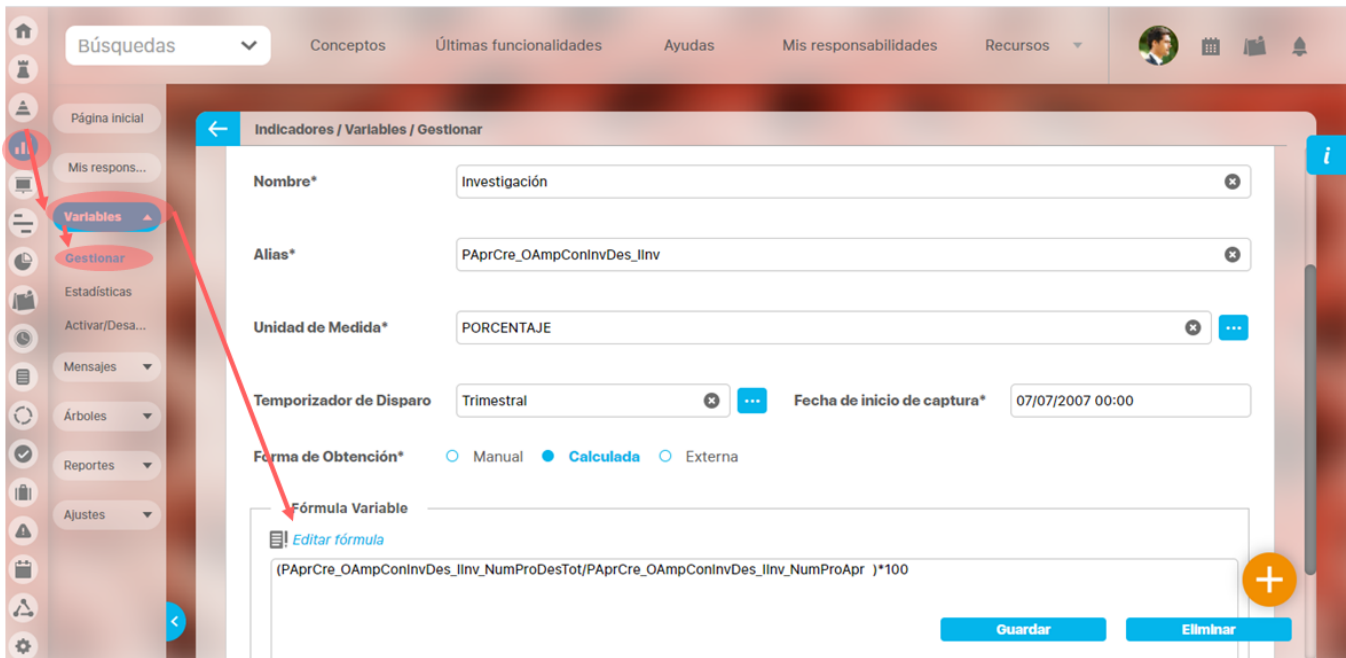 Búsquedas
Conceptos
Últimas funcionalidades
Ayudas
Mis responsabilidades
Recursos
Página inicial
Mis respons...
Variables
Gestionar
Estadísticas
Activar/Desa...
Mensajes
Árboles
Reportes
Ajustes
Indicadores / Variables / Gestionar
i
Nombre*
Investigación
Alias*
PAprCre_OAmpConInvDes_IInv
Unidad de Medida*
PORCENTAJE
Temporizador de Disparo
Trimestral
Fecha de inicio de captura*
07/07/2007 00:00
Forma de Obtención*
Manual
Calculada
Externa
Fórmula Variable
Editar fórmula
(PAprCre_OAmpConInvDes_IInv_NumProDesTot/PAprCre_OAmpConInvDes_IInv_NumProApr )*100
Guardar
Eliminar